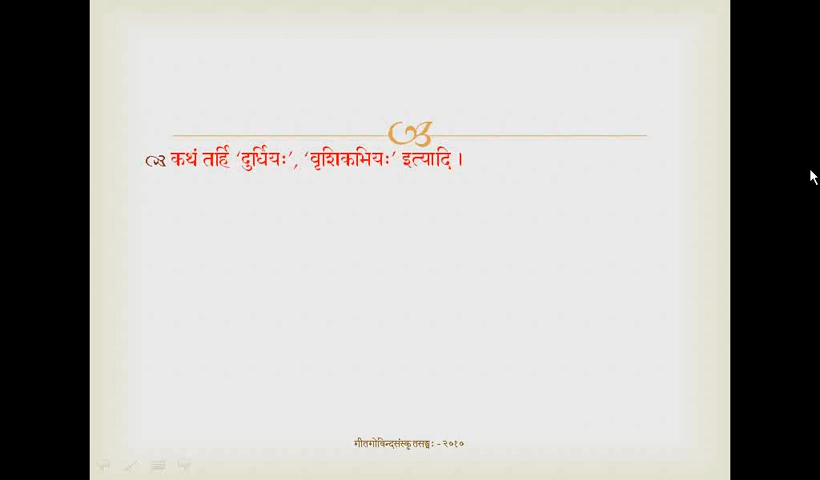 कथं तर्हि ‘दुर्धियः’, ‘वृशिकभियः’ इत्यादि ।
गीतगोविन्दसंस्कृतसङ्घः - २०१०